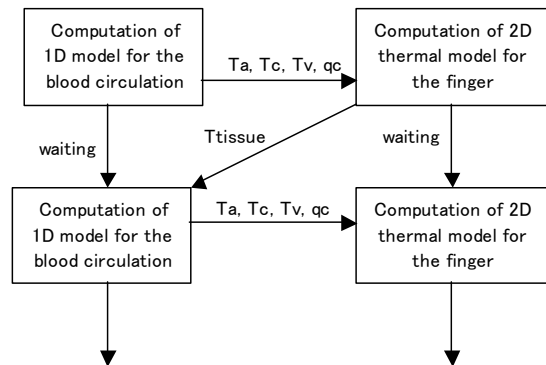 Computation of
1D model for the
blood circulation
Ta, Tc, Tv, qc
Computation of 2D
thermal model for
the finger
waiting
Ttissue
waiting
Computation of
1D model for the
blood circulation
Ta, Tc, Tv, qc
Computation of 2D
thermal model for
the finger